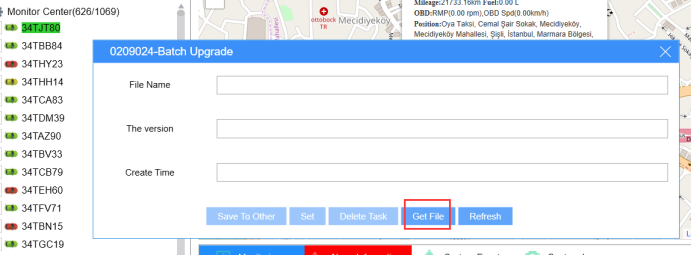 Monitor Center(626/1069)
34TJT80
34TBB84
34THY23
34THH14
34TCA83
34TDM39
34TAZ90
34TBV33
34TCB79
34TEH60
34TFV71
34TBN15
34TGC19
ottobock
TR
Mecidiyeköy
Mileage:21733.16km Fuel:0.00 L
OBD:RMP(0.00 rpm),OBD Spd(0.00km/h)
Position:Oya Taksi, Cemal Şair Sokak, Mecidiyeköy,
Mecidiyeköy Mahallesi, Şişli, İstanbul, Marmara Bölgesi,
0209024-Batch Upgrade
File Name
The version
Create Time
Save To Other
Set
Delete Task
Get File
Refresh